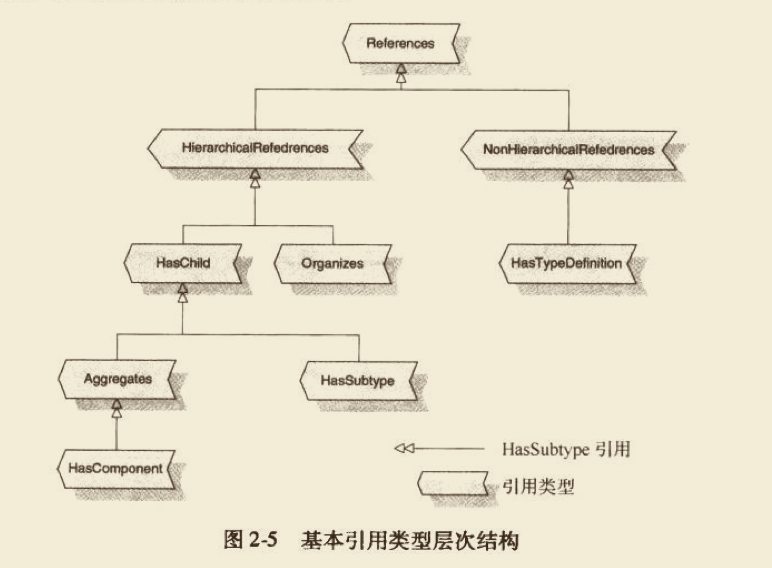 References
HierarchicalRefedrences
NonHierarchicalRefedrences
HasChild
Organizes
HasTypeDefinition
Aggregates
HasSubtype
HasComponent
HasSubtype 引用
引用类型
图 2-5 基本引用类型层次结构